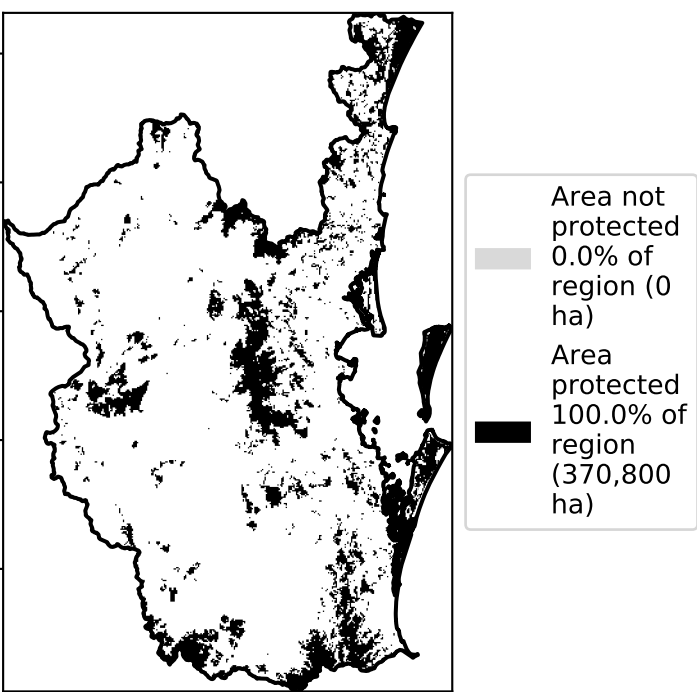 Area not
protected
0.0% of
region (0
ha)
Area
protected
100.0% of
region
(370,800
ha)